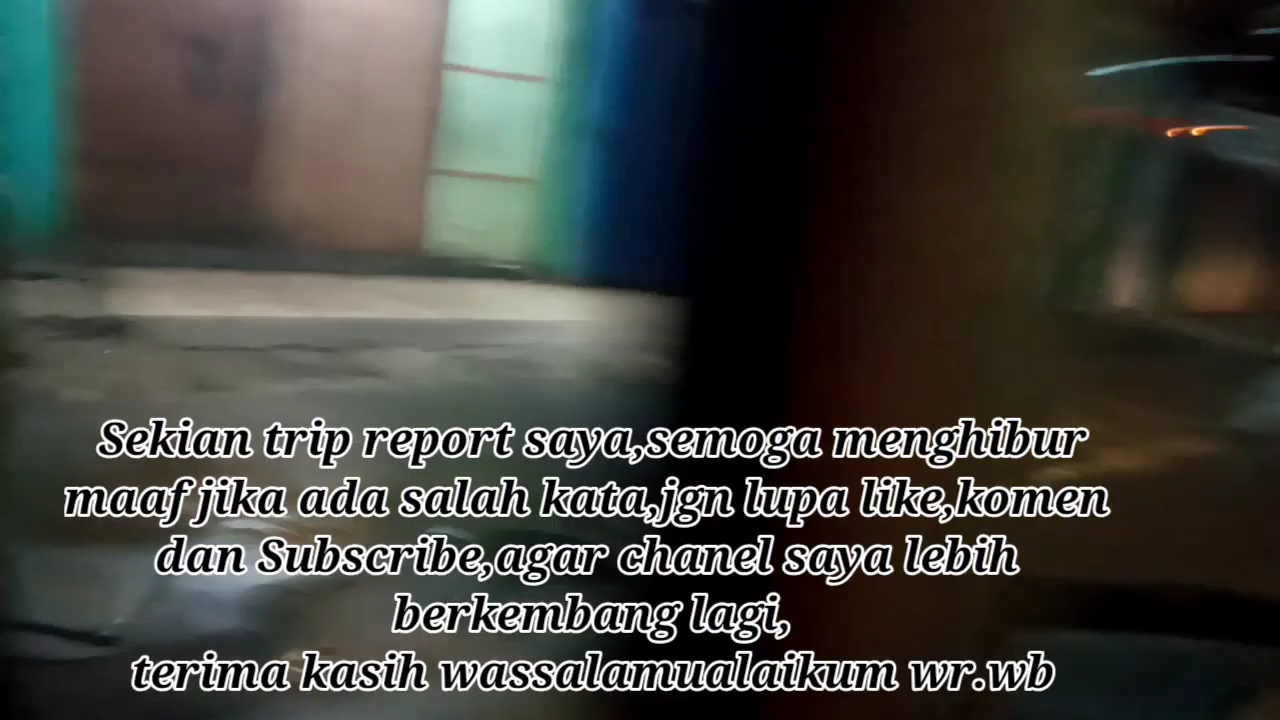 Sekian trip report saya,semoga menghibur
maaf jika ada salah kata,jgn lupa like,komen
dan Subscribe,agar chanel saya lebih
berkembang lagi,
terima kasih wassalamualaikum wr.wb